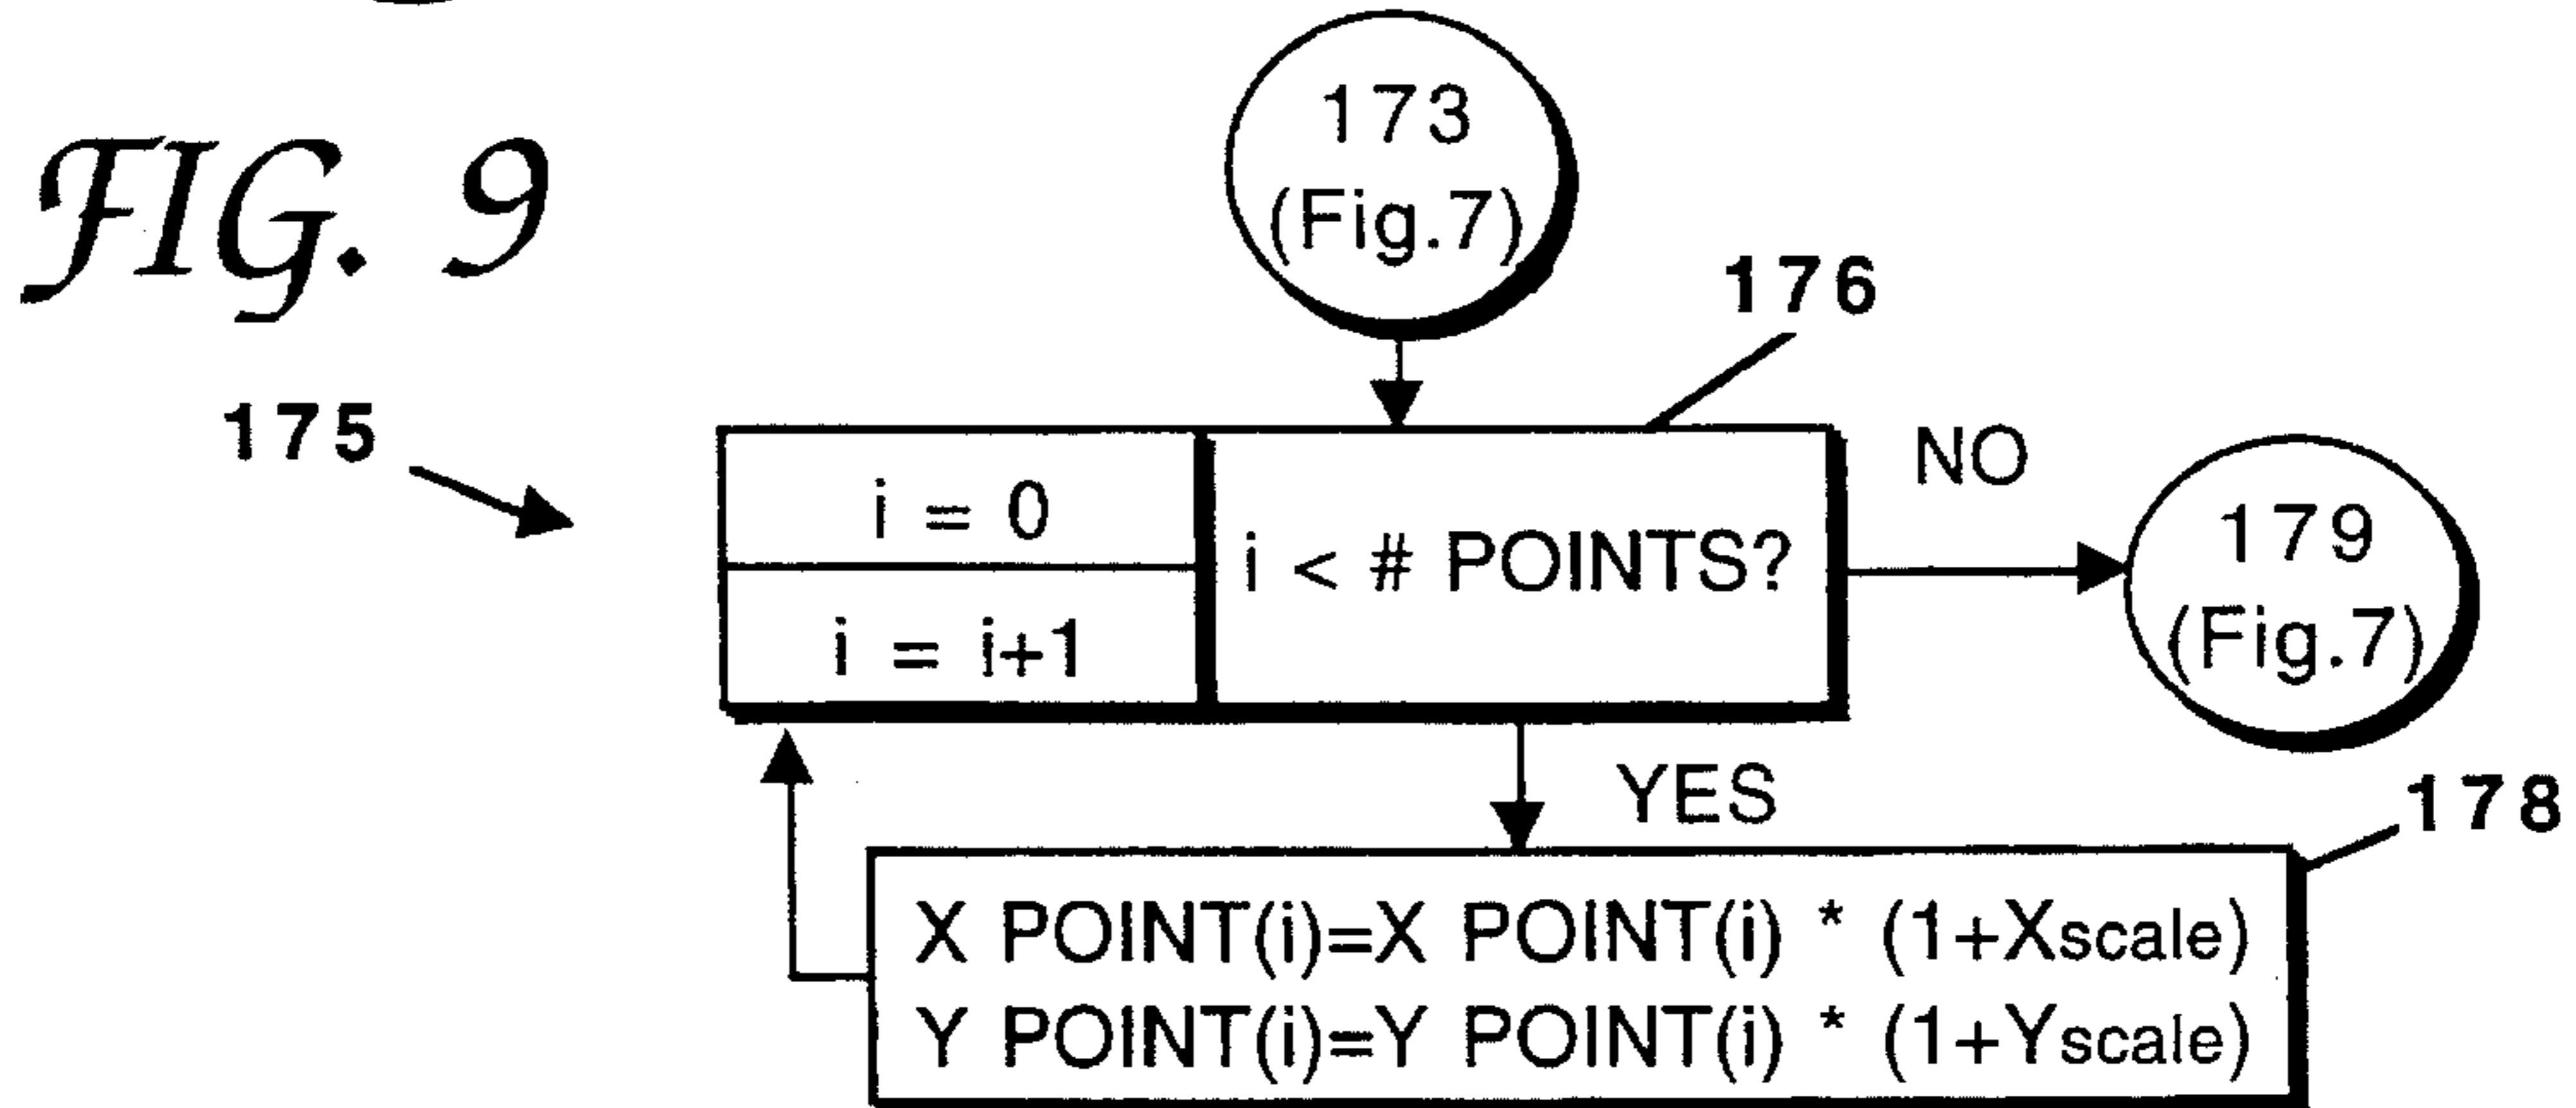 FIG. 9
173
(Fig.7)
176
175
i = 0
i = i+1
i < # POINTS?
NO
179
(Fig.7)
YES
178
X POINT(i)=X POINT(i) * (1+Xscale)
Y POINT(i)=Y POINT(i) * (1+Yscale)